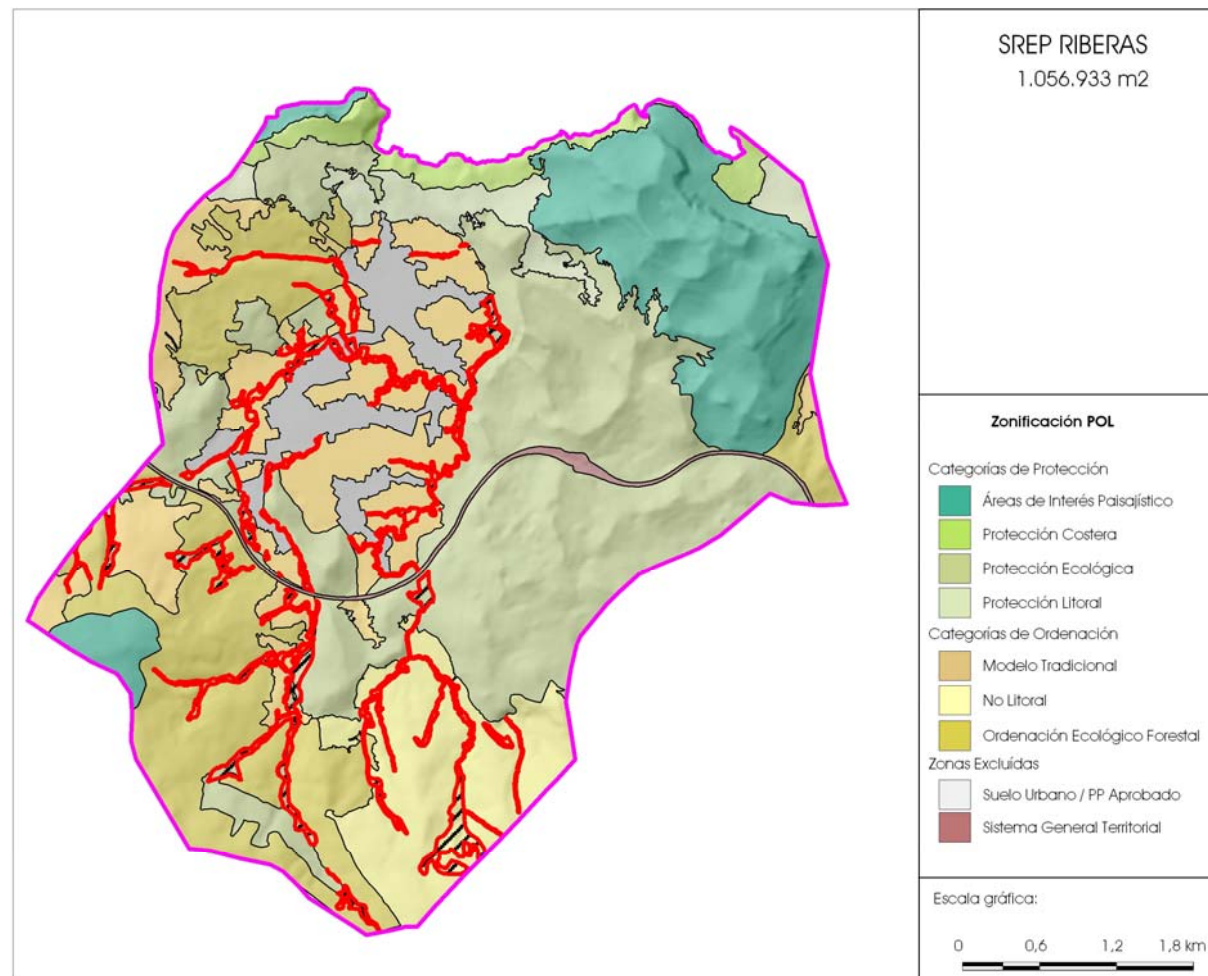 SREP RIBERAS
1.056.933 m2
Zonificación POL
Categorías de Protección
Áreas de Interés Paisajístico
Protección Costera
Protección Ecológica
Protección Litoral
Categorías de Ordenación
Modelo Tradicional
No Litoral
Ordenación Ecológico Forestal
Zonas Excluídas
Suelo Urbano / PP Aprobado
Sistema General Territorial
Escala gráfica:
0 0,6 1,2 1,8 km